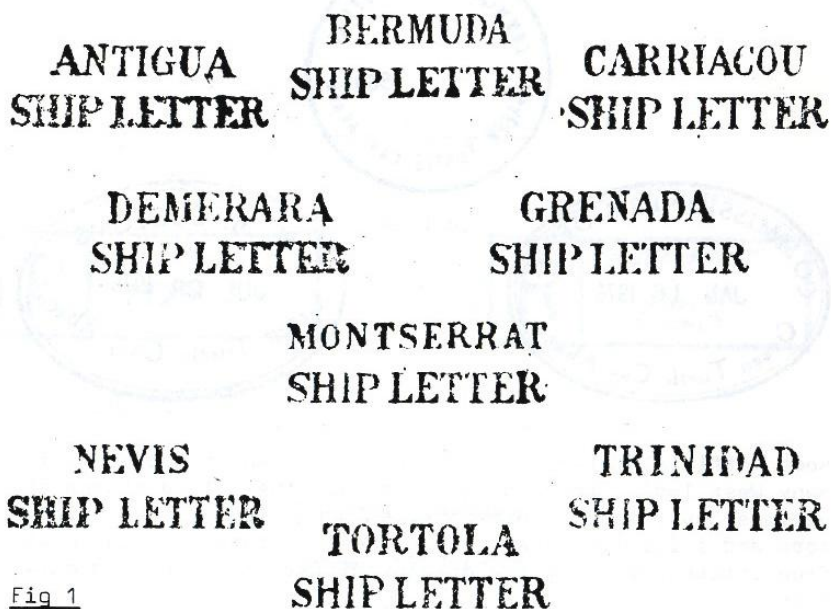 BERMUDA
SHIP LETTER
ANTIGUA
SHIP LETTER
CARRIACOU
SHIP LETTER
DEMERARA
SHIP LETTER
GRENADA
SHIP LETTER
MONTSERRAT
SHIP LETTER
NEVIS
SHIP LETTER
TRINIDAD
SHIP LETTER
TORTOLA
SHIP LETTER
Fig 1